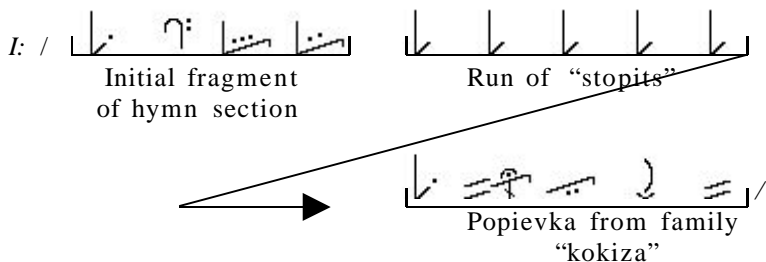 I: /
Initial fragment
of hymn section
Run of “stopits”
/
Popievka from family
“kokiza”